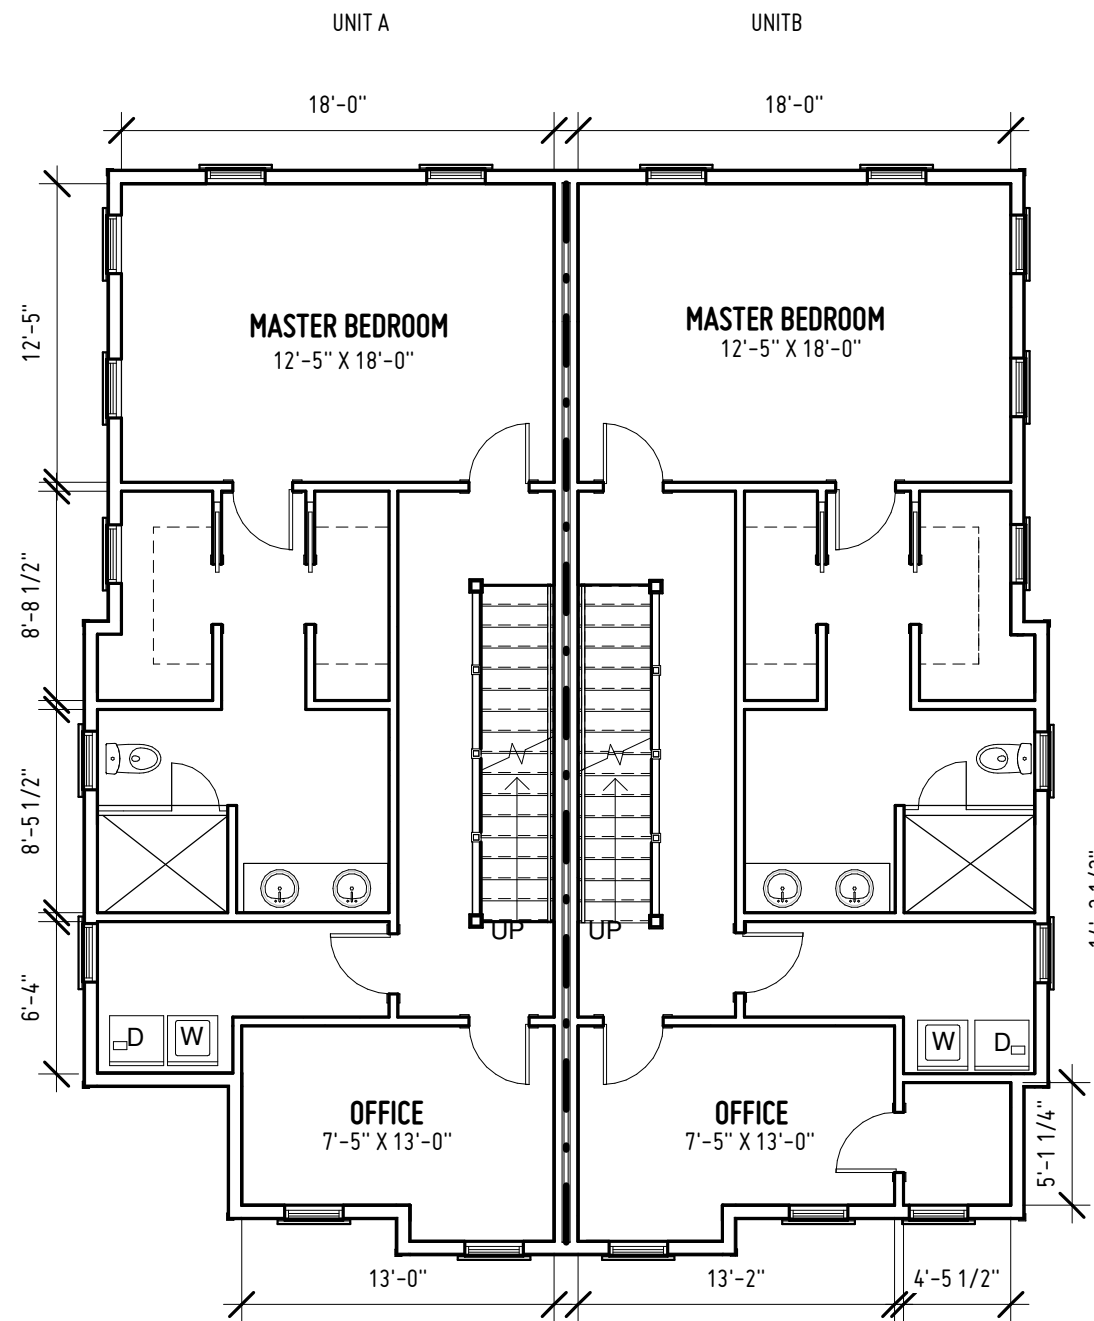 UNIT A
UNITB
18'-0"
18'-0"
12'-5"
MASTER BEDROOM
12'-5" X 18'-0"
MASTER BEDROOM
12'-5" X 18'-0"
8'-8 1/2"
8'-5 1/2"
UP
UP
6'-4"
D
W
W
D
OFFICE
7'-5" X 13'-0"
OFFICE
7'-5" X 13'-0"
5'-1 1/4"
13'-0"
13'-2"
4'-5 1/2"